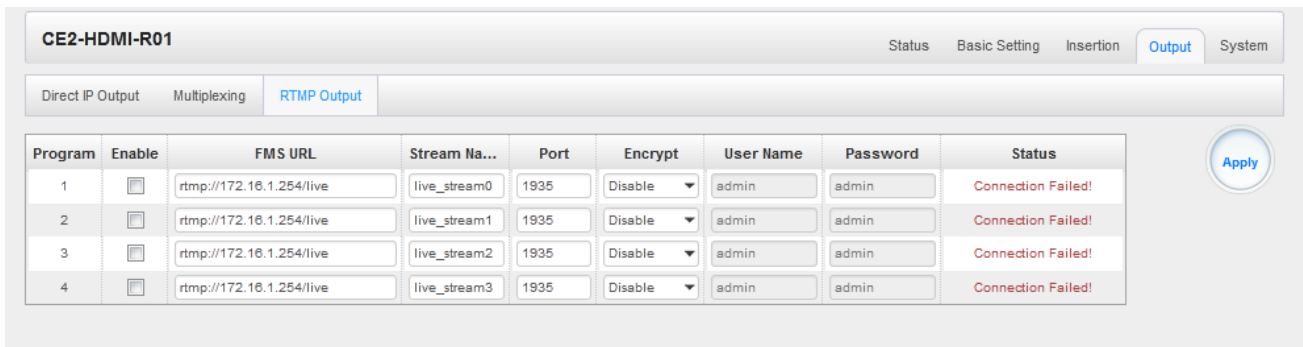 CE2-HDMI-R01
Status Basic Setting Insertion Output System
Direct IP Output Multiplexing RTMP Output
Program Enable FMS URL Stream Na... Port Encrypt User Name Password Status
Apply
1 rtmp://172.16.1.254/live live_stream0 1935 Disable admin admin Connection Failed!
2 rtmp://172.16.1.254/live live_stream1 1935 Disable admin admin Connection Failed!
3 rtmp://172.16.1.254/live live_stream2 1935 Disable admin admin Connection Failed!
4 rtmp://172.16.1.254/live live_stream3 1935 Disable admin admin Connection Failed!